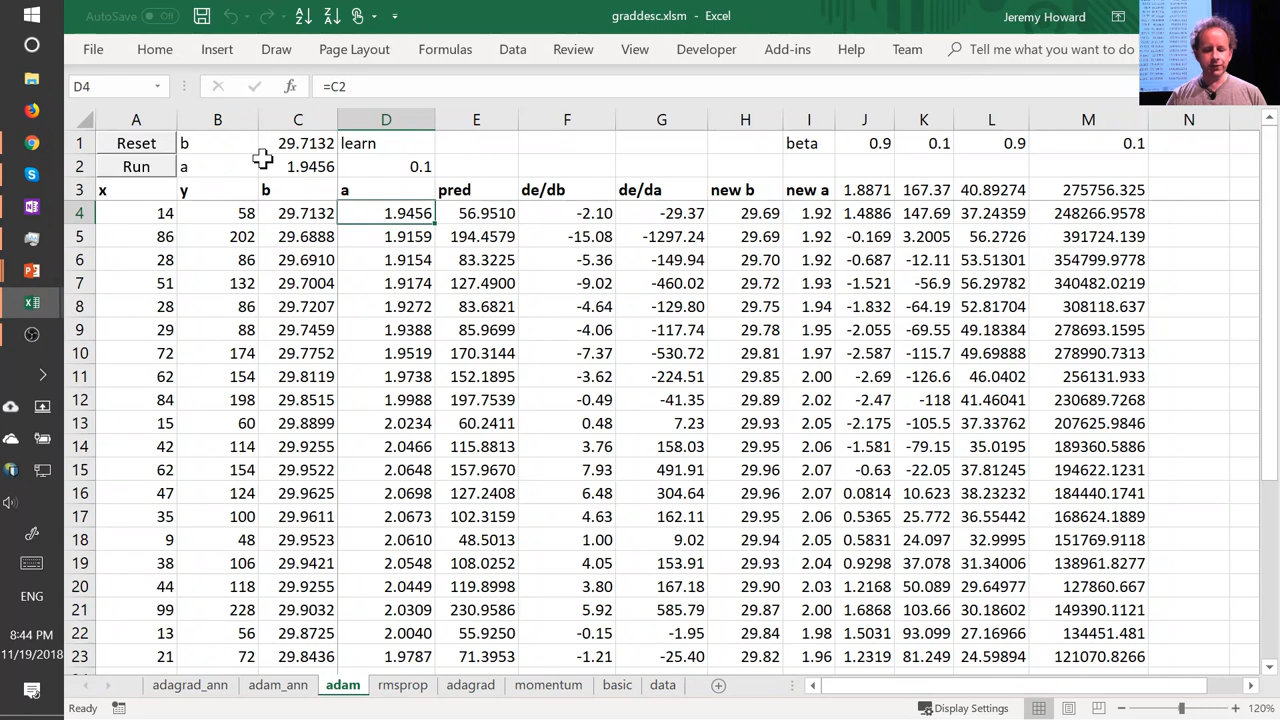 AutoSave Off
graddesc
ism
Jeremy Ho
File Home Insert Draw Page Layout Data Add-ins Help Tell me what you want to do
D4 fx =C2
A B C D E F G H I J K L M N
1 Reset b 29.7132 learn beta 0.9 0.1 0.9 0.1
2 Run a 1.9456 0.1
3 x y b a pred de/db de/da new b new a 1.8871 167.37 40.89274 275756.325
4 14 58 29.7132 1.9456 56.9510 -2.10 -29.37 29.69 1.92 1.4886 147.69 37.24359 248266.9578
5 86 202 29.6888 1.9159 194.4579 -15.08 -1297.24 29.69 1.92 -0.169 3.2005 56.2726 391724.139
6 28 86 29.6910 1.9154 83.3225 -5.36 -149.94 29.70 1.92 -0.687 -12.11 53.51301 354799.9778
7 51 132 29.7004 1.9174 127.4900 -9.02 -460.02 29.72 1.93 -1.521 -56.9 56.29782 340482.0219
8 28 86 29.7207 1.9272 83.6821 -4.64 -129.80 29.75 1.94 -1.832 -64.19 52.81704 308118.637
9 29 88 29.7459 1.9388 85.9699 -4.06 -117.74 29.78 1.95 -2.055 -69.55 49.18384 278693.1595
10 72 174 29.7752 1.9519 170.3144 -7.37 -530.72 29.81 1.97 -2.587 -115.7 49.69888 278990.7313
11 62 154 29.8119 1.9738 152.1895 -3.62 -224.51 29.85 2.00 -2.69 -126.6 46.0402 256131.933
12 84 198 29.8515 1.9988 197.7539 -0.49 -41.35 29.89 2.02 -2.47 -118 41.46041 230689.7268
13 15 60 29.8899 2.0234 60.2411 0.48 7.23 29.93 2.05 -2.175 -105.5 37.33762 207625.9846
14 42 114 29.9255 2.0466 115.8813 3.76 158.03 29.95 2.06 -1.581 -79.15 35.0195 189360.5886
15 62 154 29.9522 2.0648 157.9670 7.93 491.91 29.96 2.07 -0.63 -22.05 37.81245 194622.1231
16 47 124 29.9625 2.0698 127.2408 6.48 304.64 29.96 2.07 0.0814 10.623 38.23232 184440.1741
17 35 100 29.9611 2.0673 102.3159 4.63 162.11 29.95 2.06 0.5365 25.772 36.55442 168624.1889
18 9 48 29.9523 2.0610 48.5013 1.00 9.02 29.94 2.05 0.5831 24.097 32.9995 151769.9118
19 38 106 29.9421 2.0554 108.0252 4.05 153.91 29.93 2.04 0.9298 37.078 31.34006 138961.8277
20 44 118 29.9255 2.0449 119.8998 3.80 167.18 29.90 2.03 1.2168 50.089 29.64977 127860.667
21 99 228 29.9032 2.0309 230.9586 5.92 585.79 29.87 2.00 1.6868 103.66 30.18602 149390.1121
22 13 56 29.8725 2.0040 55.9250 -0.15 -1.95 29.84 1.98 1.5031 93.099 27.16966 134451.481
23 21 72 29.8436 1.9787 71.3953 -1.21 -25.40 29.82 1.96 1.2319 81.249 24.59894 121070.8266
adagrad_ann adam_ann adam rmsprop adagrad momentum basic data
Ready Display Settings 120%
ENG
8:44 PM
11/19/2018